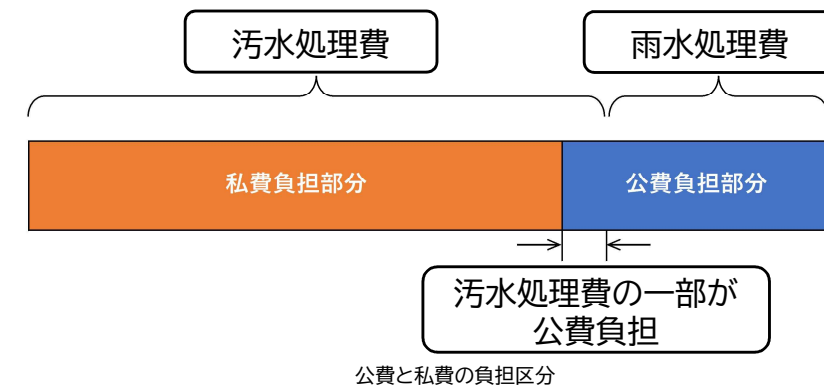 汚水処理費
雨水処理費
私費負担部分
公費負担部分
汚水処理費の一部が
公費負担
公費と私費の負担区分